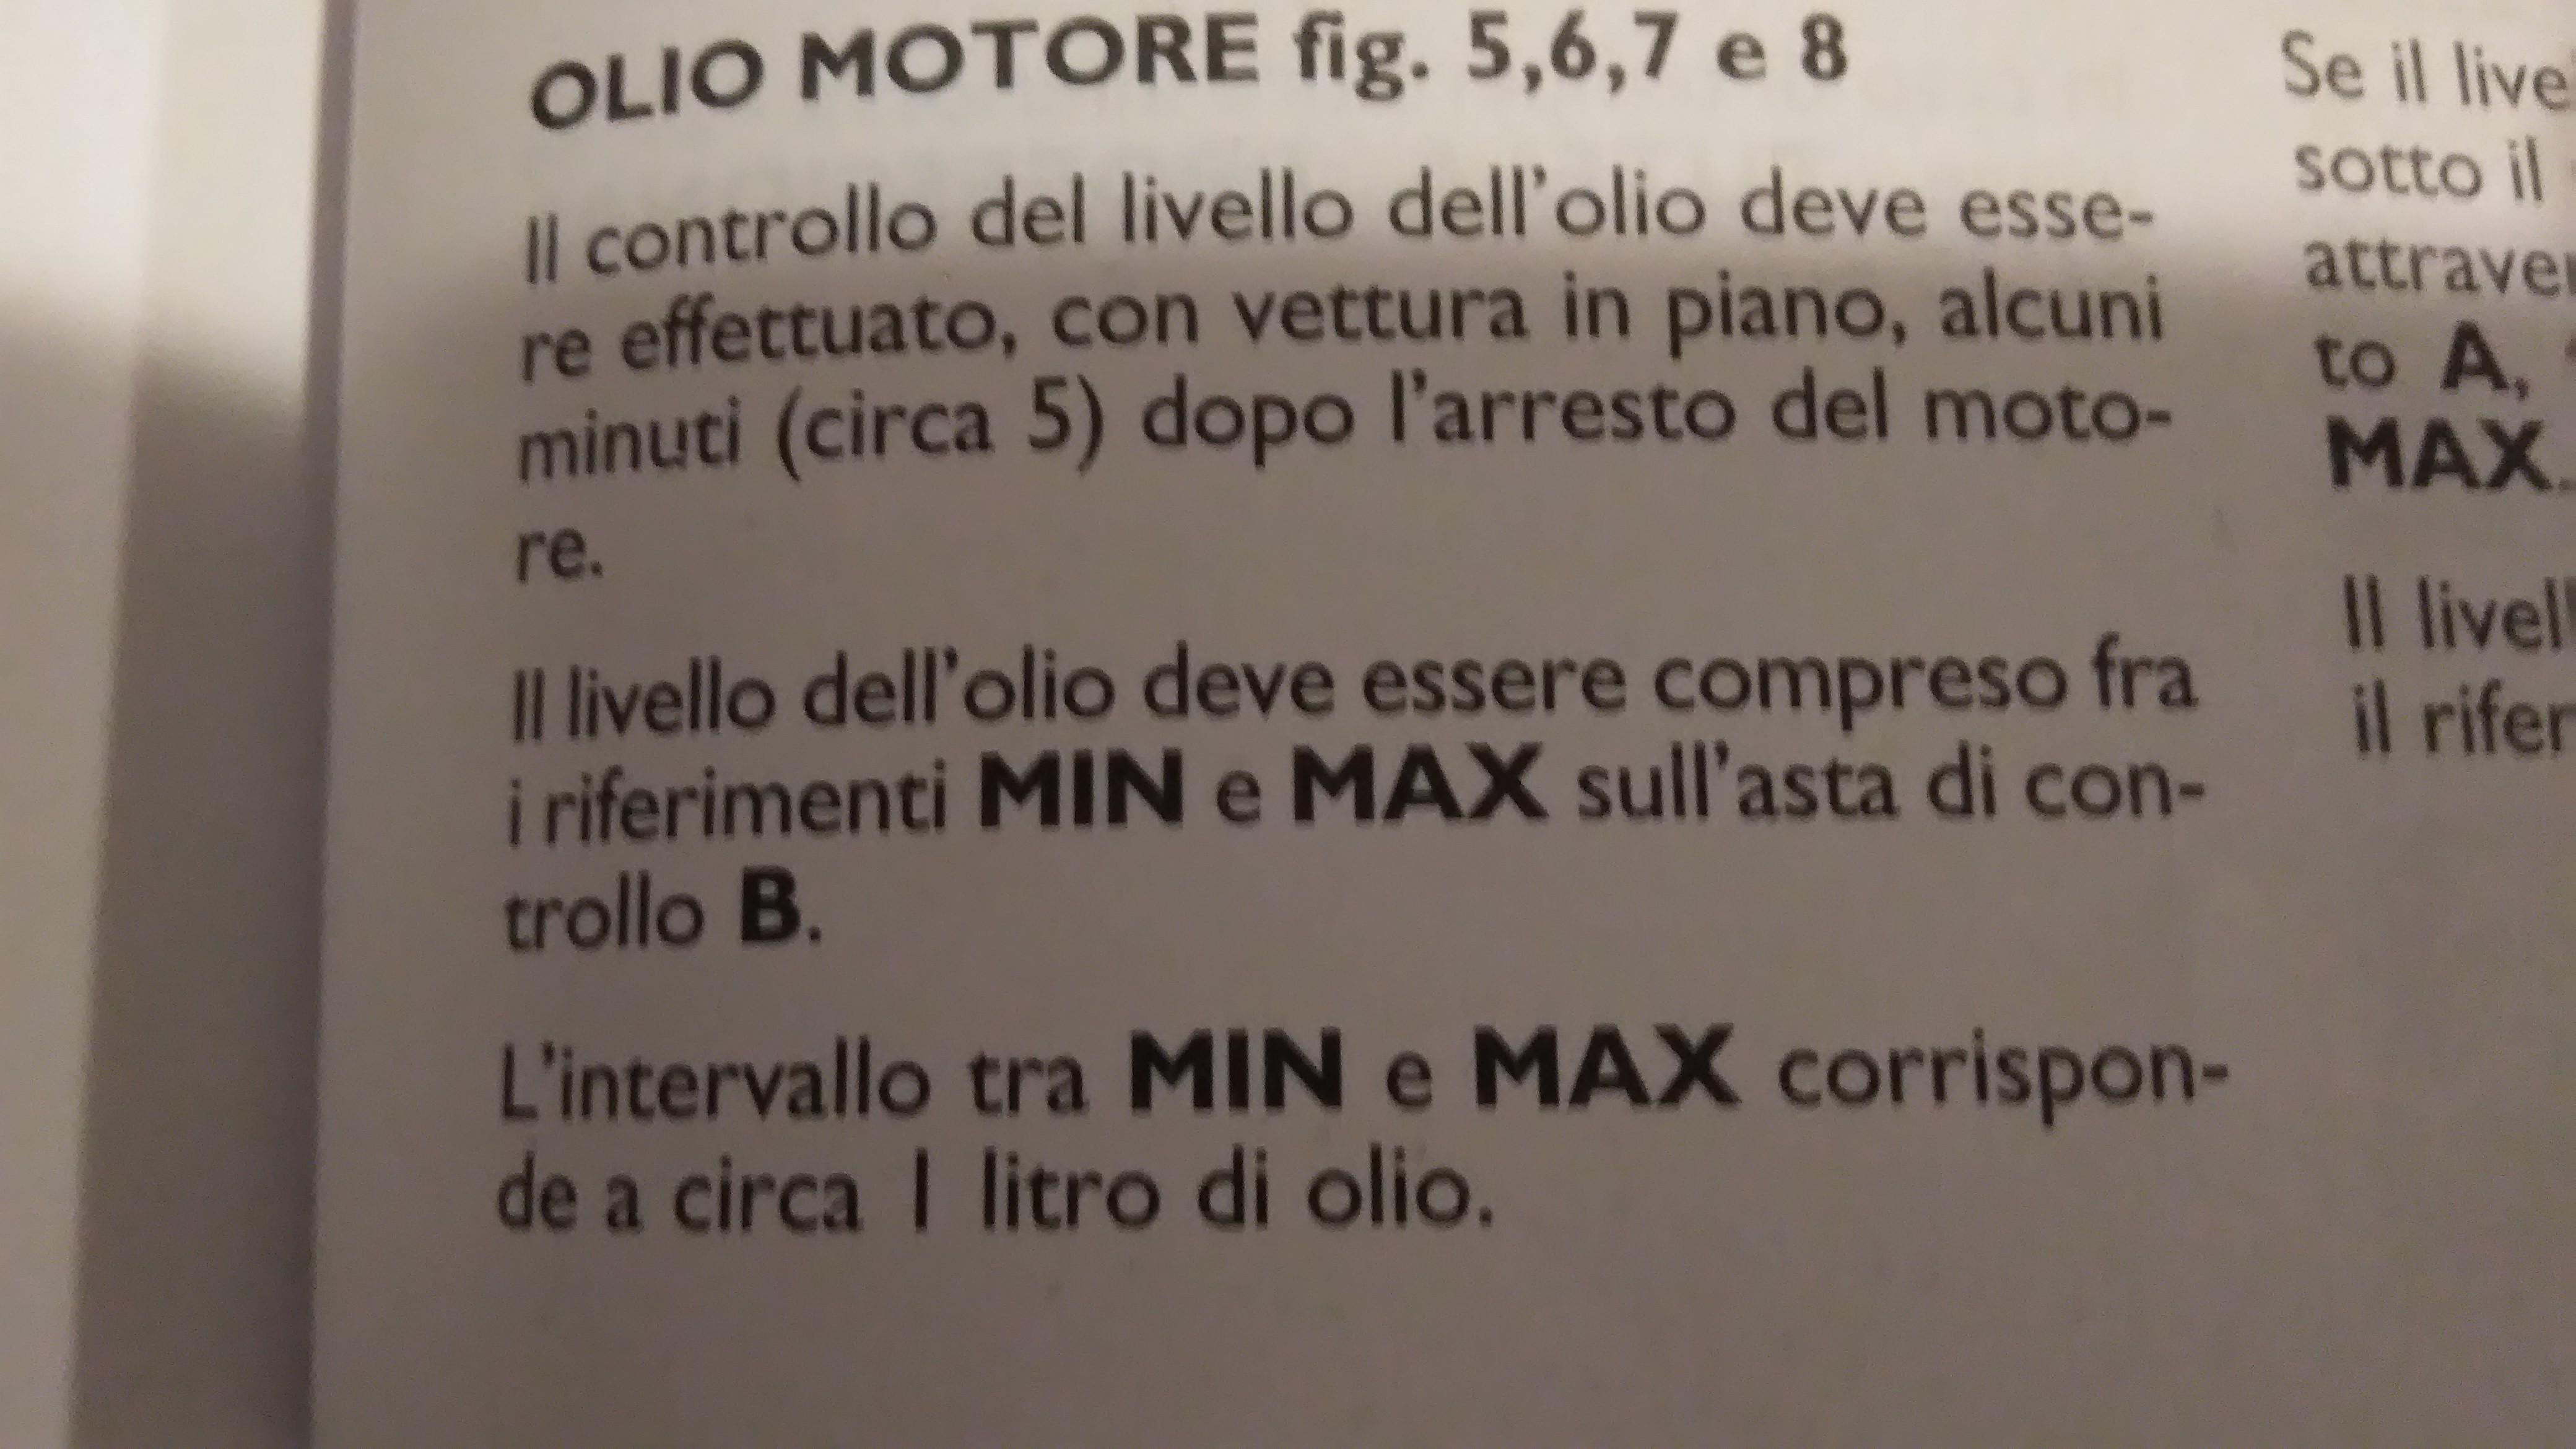 OLIO MOTORE fig. 5,6,7 e 8
Il controllo del livello dell'olio deve esse-
re effettuato, con vettura in piano, alcuni
minuti (circa 5) dopo l'arresto del moto-
re.
Il livello dell'olio deve essere compreso fra
i riferimenti MIN e MAX sull'asta di con-
trollo B.
L'intervallo tra MIN e MAX corrispon-
de a circa 1 litro di olio.
Se il
sotto il
to A,
MAX.
Il
il